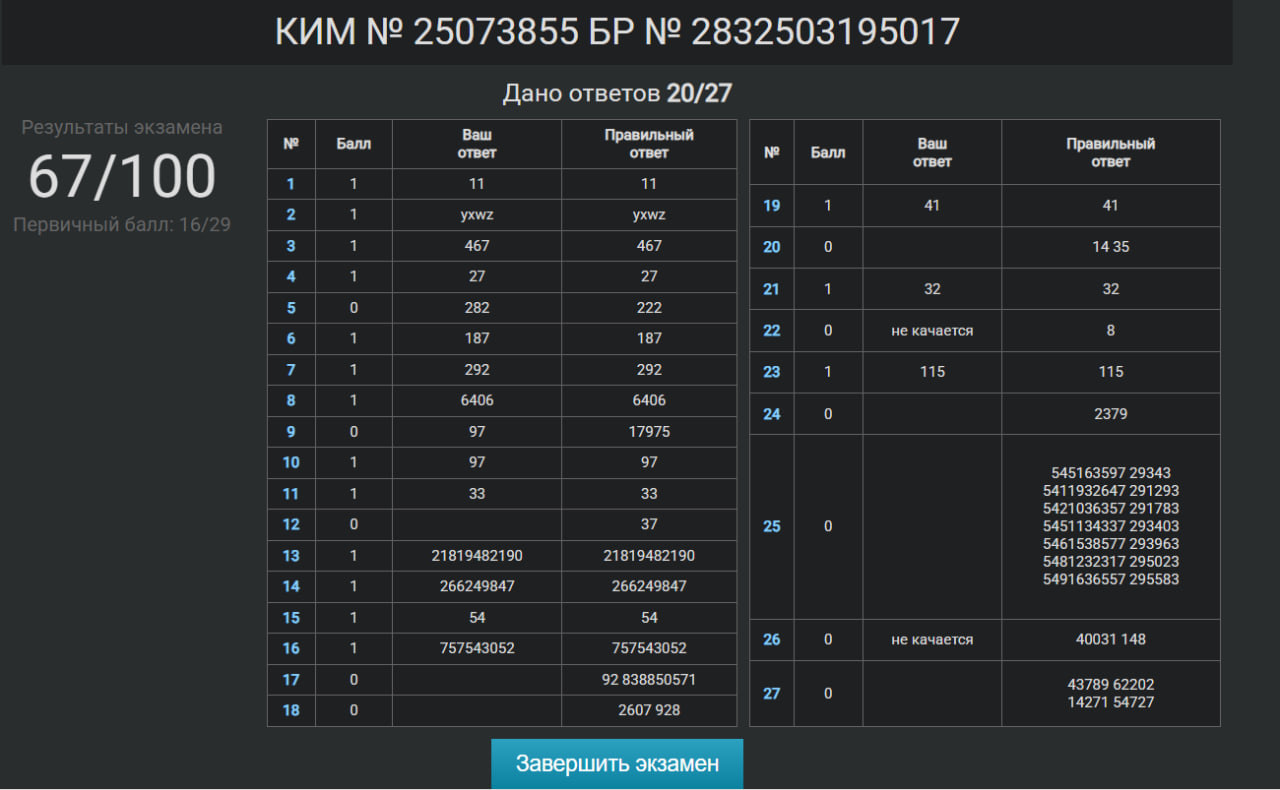 КИМ № 25073855 БР № 2832503195017
Дано ответов 20/27
Результаты экзамена
67/100
Первичный балл: 16/29
№ Балл Ваш ответ Правильный ответ
1 1 11 11
2 1 yxwz yxwz
3 1 467 467
4 1 27 27
5 0 282 222
6 1 187 187
7 1 292 292
8 1 6406 6406
9 0 97 17975
10 1 97 97
11 1 33 33
12 0 37
13 1 21819482190 21819482190
14 1 266249847 266249847
15 1 54 54
16 1 757543052 757543052
17 0 92 838850571
18 0 2607 928
№ Балл Ваш ответ Правильный ответ
19 1 41 41
20 0 14 35
21 1 32 32
22 0 не качается 8
23 1 115 115
24 0 2379
25 0 545163597 29343
5411932647 291293
5421036357 291783
5451134337 293403
5461538577 293963
5481232317 295023
5491636557 295583
26 0 не качается 40031 148
27 0 43789 62202
14271 54727
Завершить экзамен